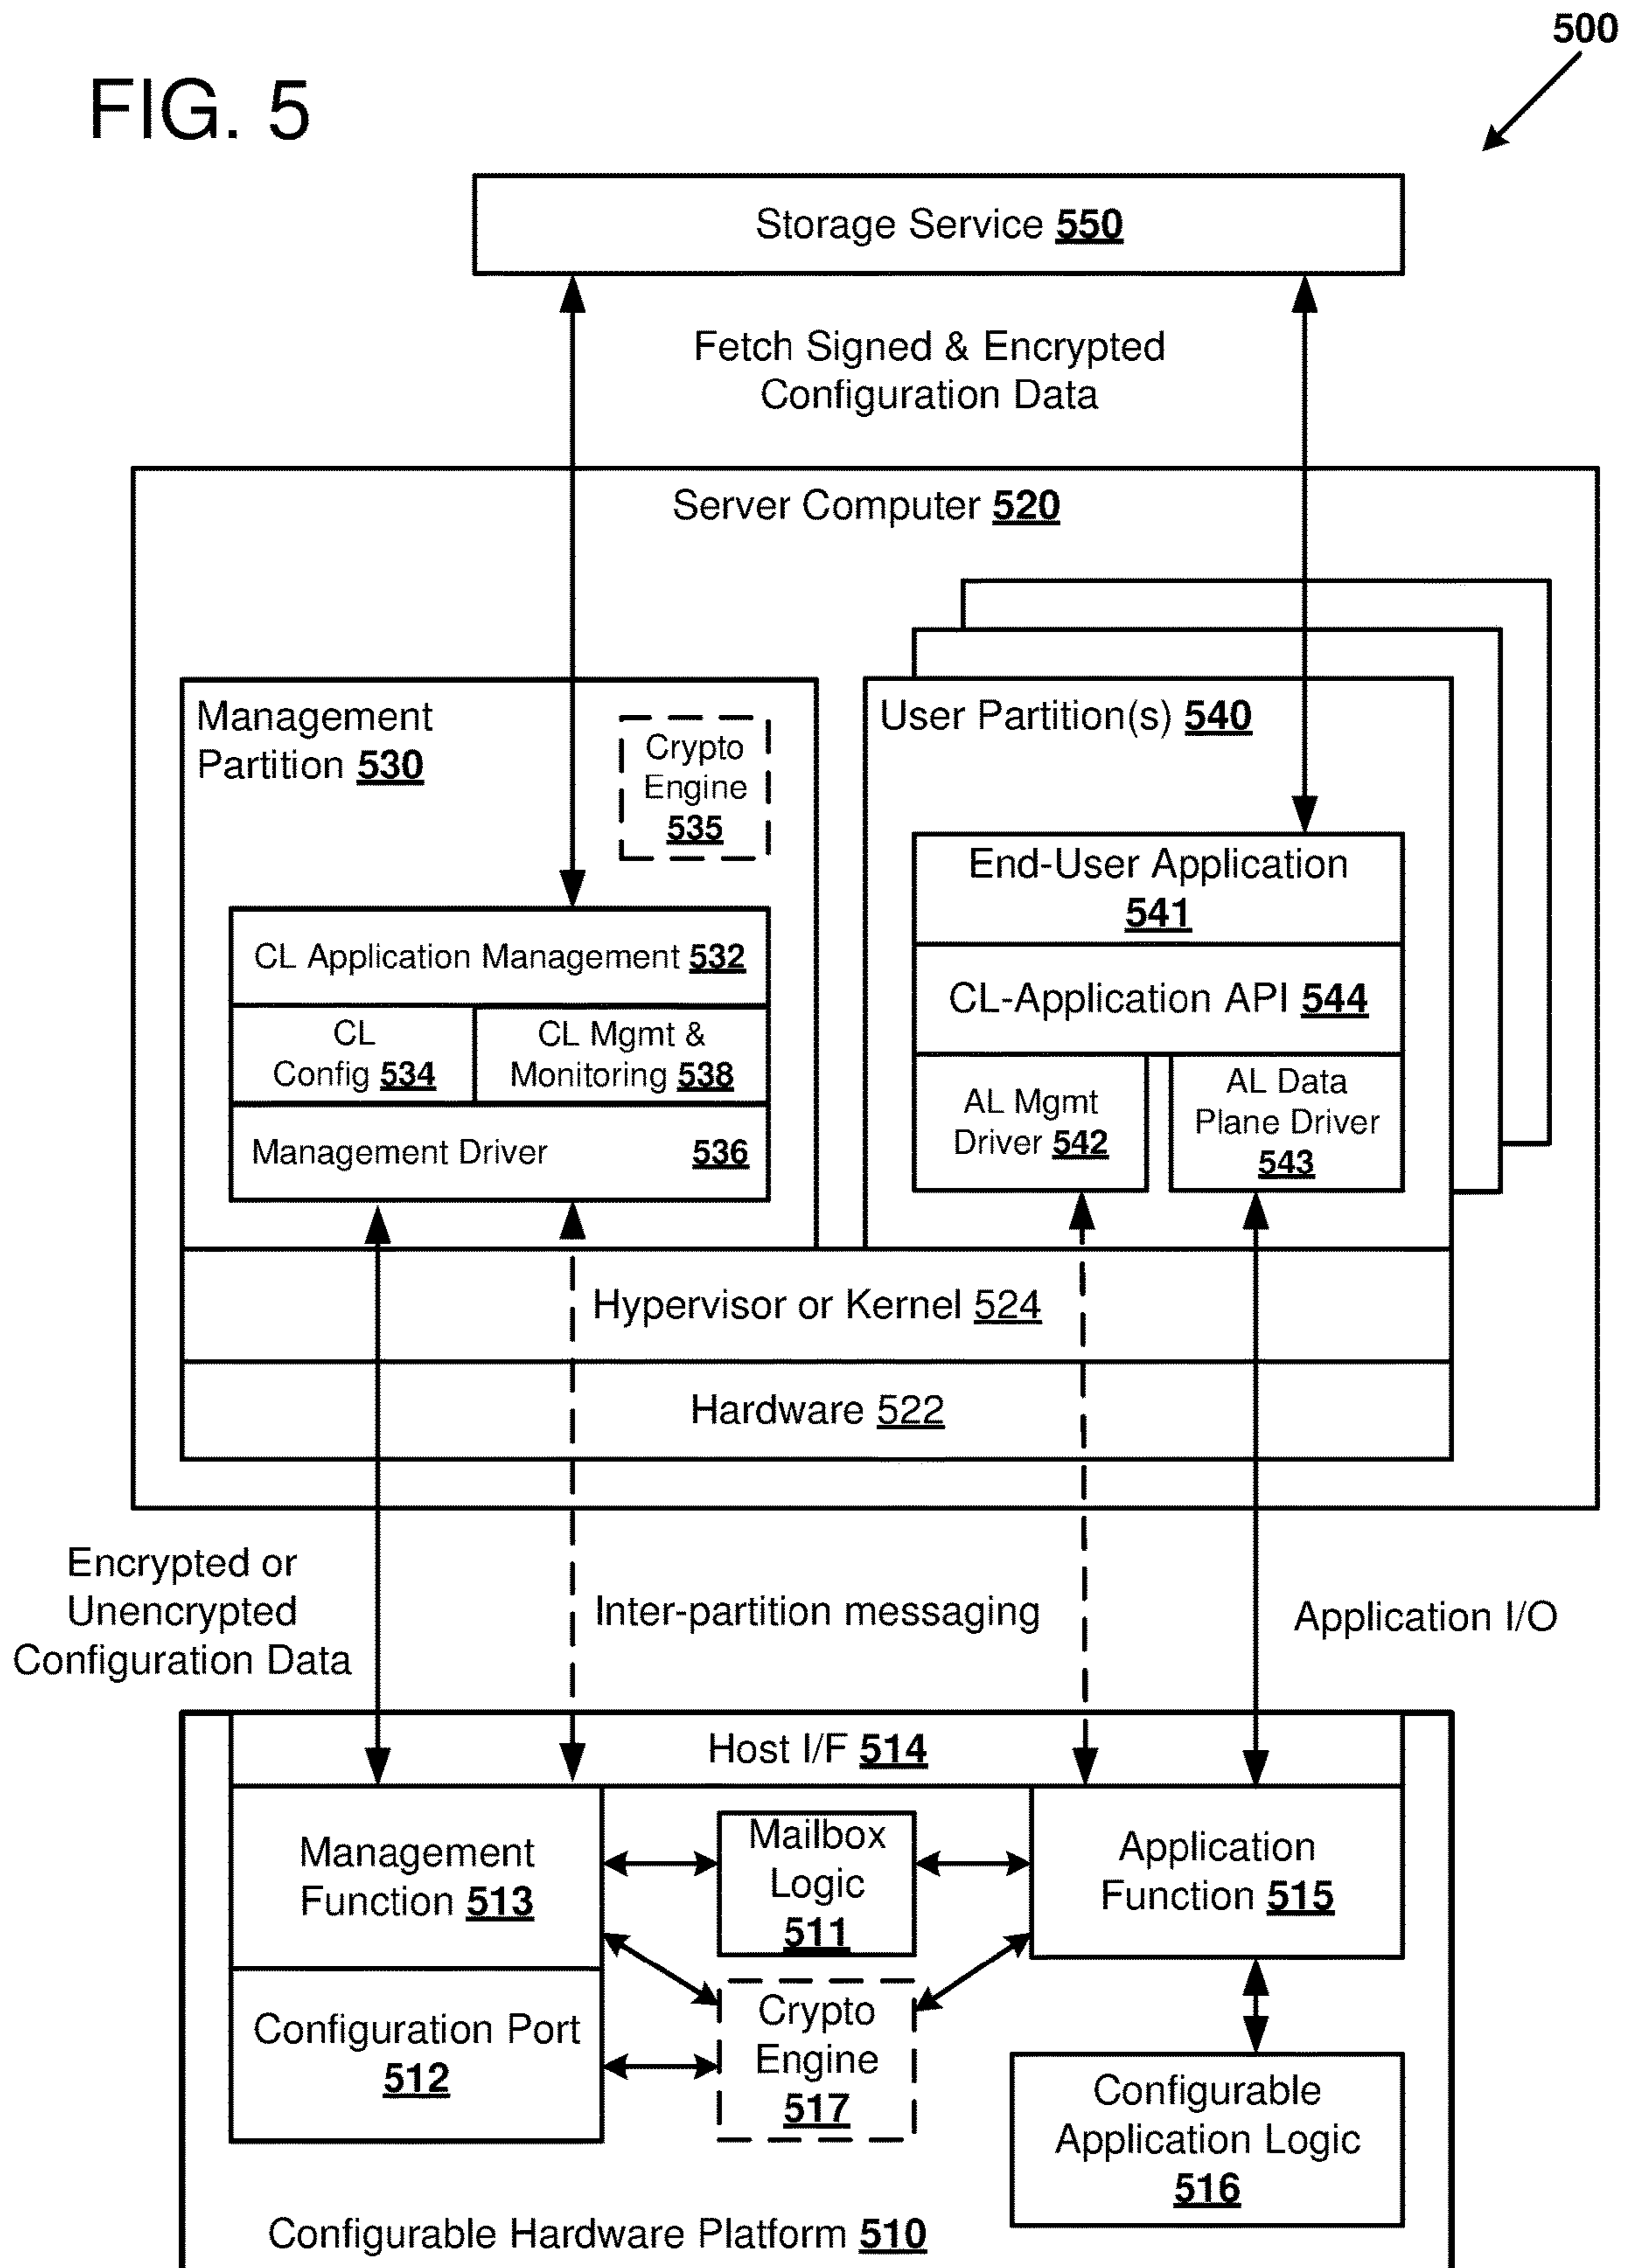 500
FIG. 5
Storage Service 550
Fetch Signed & Encrypted
Configuration Data
Server Computer 520
Management
Partition 530
Crypto
Engine
535
User Partition(s) 540
End-User Application
541
CL Application Management 532
CL-Application API 544
CL
Config 534
CL Mgmt &
Monitoring 538
AL Mgmt
Driver 542
AL Data
Plane Driver
543
Management Driver 536
Hypervisor or Kernel 524
Hardware 522
Encrypted or
Unencrypted
Configuration Data
Inter-partition messaging
Application I/O
Host I/F 514
Management
Function 513
Mailbox
Logic
511
Application
Function 515
Configuration Port
512
Crypto
Engine
517
Configurable
Application Logic
516
Configurable Hardware Platform 510